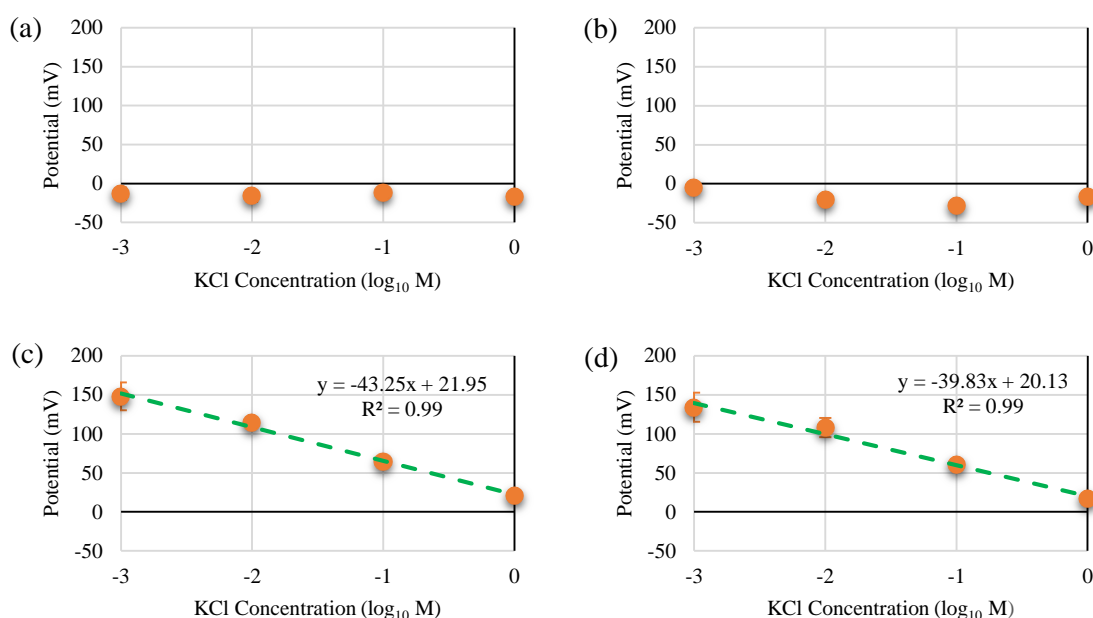 (a)
200
150
100
50
0
-50
Potential (mV)
-3 -2 -1 0
KCl Concentration (log₁₀ M)
(b)
200
150
100
50
0
-50
Potential (mV)
-3 -2 -1 0
KCl Concentration (log₁₀ M)
(c)
200
150
100
50
0
-50
Potential (mV)
y = -43.25x + 21.95
R² = 0.99
-3 -2 -1 0
KCl Concentration (log₁₀ M)
(d)
200
150
100
50
0
-50
Potential (mV)
y = -39.83x + 20.13
R² = 0.99
-3 -2 -1 0
KCl Concentration (log₁₀ M)